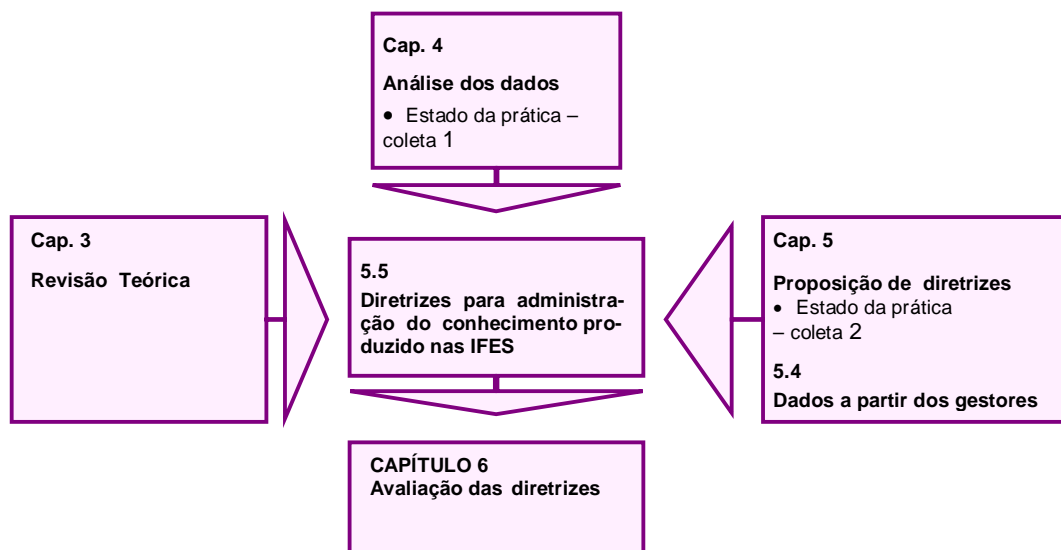 Cap. 4
Análise dos dados
• Estado da prática –
coleta 1
Cap. 3
Revisão Teórica
5.5
Diretrizes para administra-
ção do conhecimento pro-
duzido nas IFES
Cap. 5
Proposição de diretrizes
• Estado da prática
– coleta 2
5.4
Dados a partir dos gestores
CAPÍTULO 6
Avaliação das diretrizes